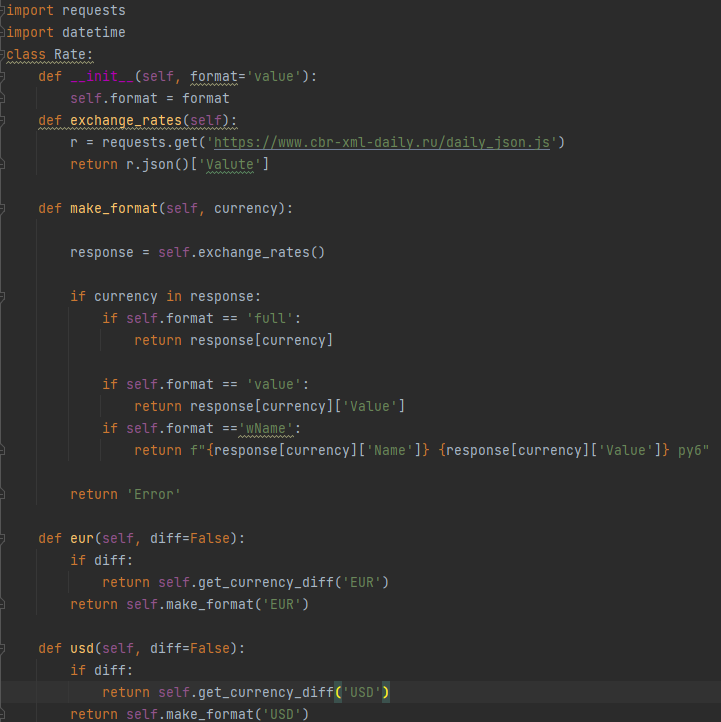 import requests
import datetime
class Rate:
    def __init__(self, format='value'):
        self.format = format
    def exchange_rates(self):
        r = requests.get('https://www.cbr-xml-daily.ru/daily_json.js')
        return r.json()['Valute']
    def make_format(self, currency):
        response = self.exchange_rates()
        if currency in response:
            if self.format == 'full':
                return response[currency]
            if self.format == 'value':
                return response[currency]['Value']
            if self.format =='wName':
                return f"{response[currency]['Name']} {response[currency]['Value']} py6"
        return 'Error'
    def eur(self, diff=False):
        if diff:
            return self.get_currency_diff('EUR')
        return self.make_format('EUR')
    def usd(self, diff=False):
        if diff:
            return self.get_currency_diff('USD')
        return self.make_format('USD')